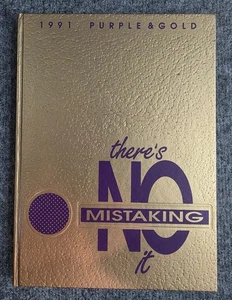 1991 PURPLE & GOLD
there's
NO
MISTAKING
it